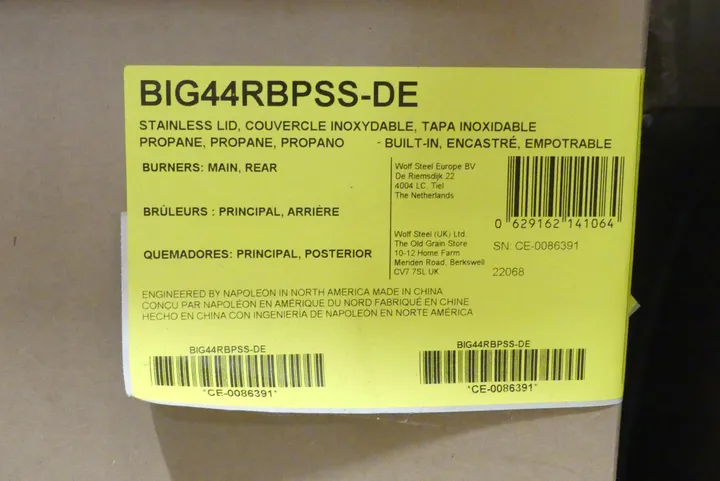 BIG44RBPSS-DE
STAINLESS LID, COUVERCLE INOXYDABLE, TAPA INOXIDABLE
PROPANE, PROPANE, PROPANO - BUILT-IN, ENCASTRÉ, EMPOTRABLE
BURNERS: MAIN, REAR
BRÛLEURS : PRINCIPAL, ARRIÈRE
QUEMADORES: PRINCIPAL, POSTERIOR
Wolf Steel Europe BV
De Riemsdijk 22
4004 LC Tiel
The Netherlands
Wolf Steel (UK) Ltd.
The Old Grain Store
10-12 Home Farm
Meriden Road, Berkswell
CV7 7SL UK
0 629162 141064
SN: CE-0086391
22068
ENGINEERED BY NAPOLEON IN NORTH AMERICA MADE IN CHINA
CONÇU PAR NAPOLÉON EN AMÉRIQUE DU NORD FABRIQUÉ EN CHINE
HECHO EN CHINA CON INGENIERÍA DE NAPOLEÓN EN NORTE AMÉRICA
BIG44RBPSS-DE
*CE-0086391*
BIG44RBPSS-DE
*CE-0086391*